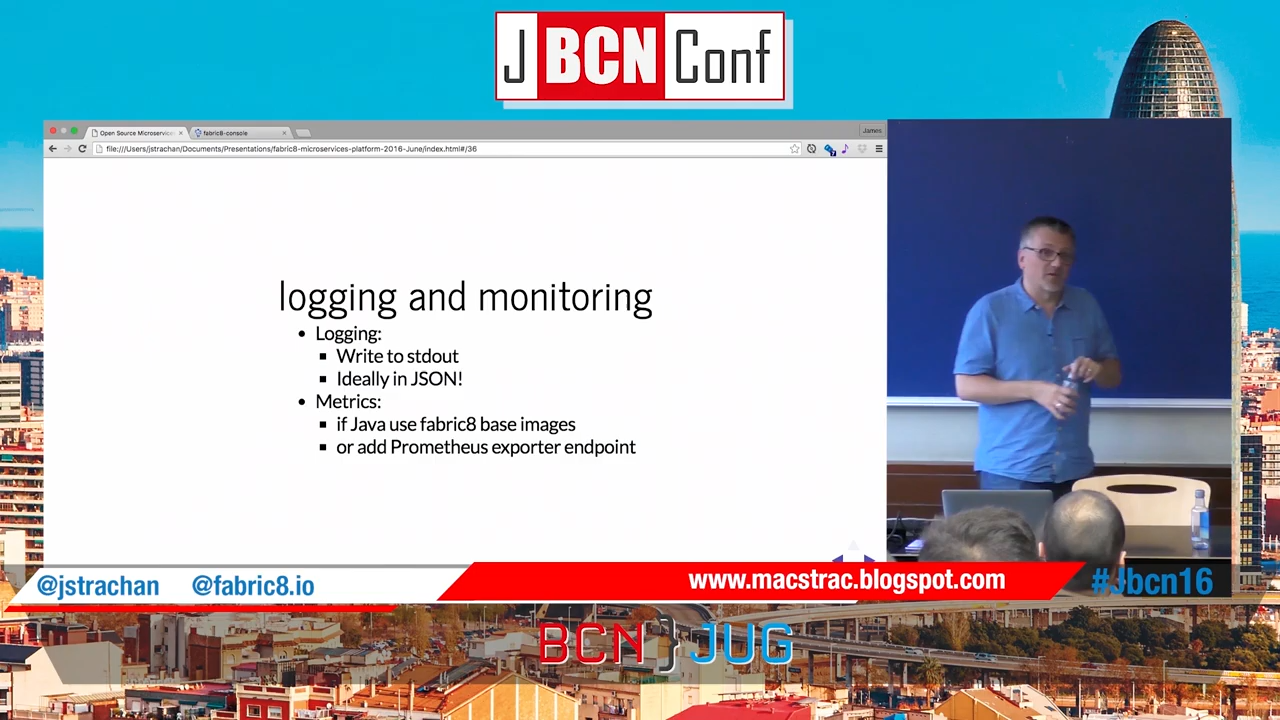 J BCN Conf
Open Source Microservice
fabric8-console
James
file:///Users/jstrachan/Documents/Presentations/fabric8-microservices-platform-2016-June/index.html#/36
logging and monitoring
• Logging:
▪ Write to stdout
▪ Ideally in JSON!
• Metrics:
▪ if Java use fabric8 base images
▪ or add Prometheus exporter endpoint
@jstrachan @fabric8.io
www.macstrac.blogspot.com
#Jbcn16
BCN JUG